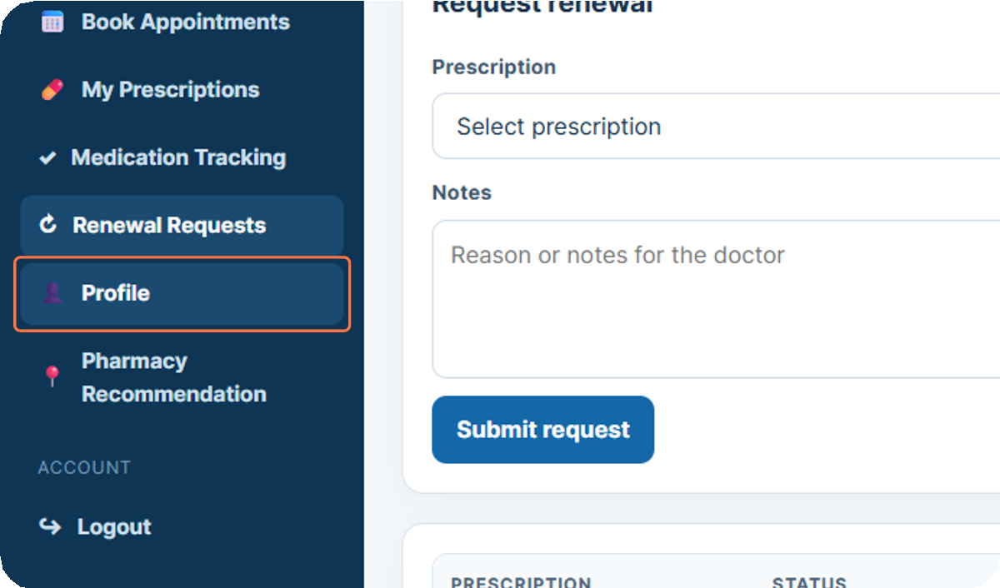 Book Appointments
My Prescriptions
Medication Tracking
Renewal Requests
Profile
Pharmacy
Recommendation
ACCOUNT
Logout
Request renewal
Prescription
Select prescription
Notes
Reason or notes for the doctor
Submit request
PRESCRIPTION STATUS